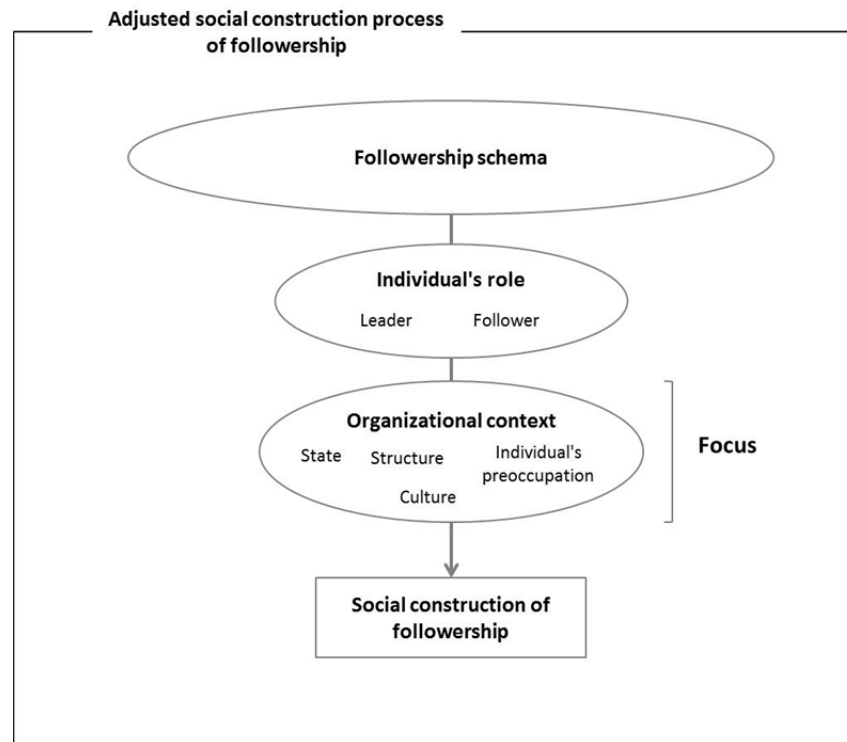 Adjusted social construction process
of followership
Followership schema
Individual's role
Leader Follower
Organizational context
State Structure Individual's
preoccupation
Culture
Focus
Social construction of
followership